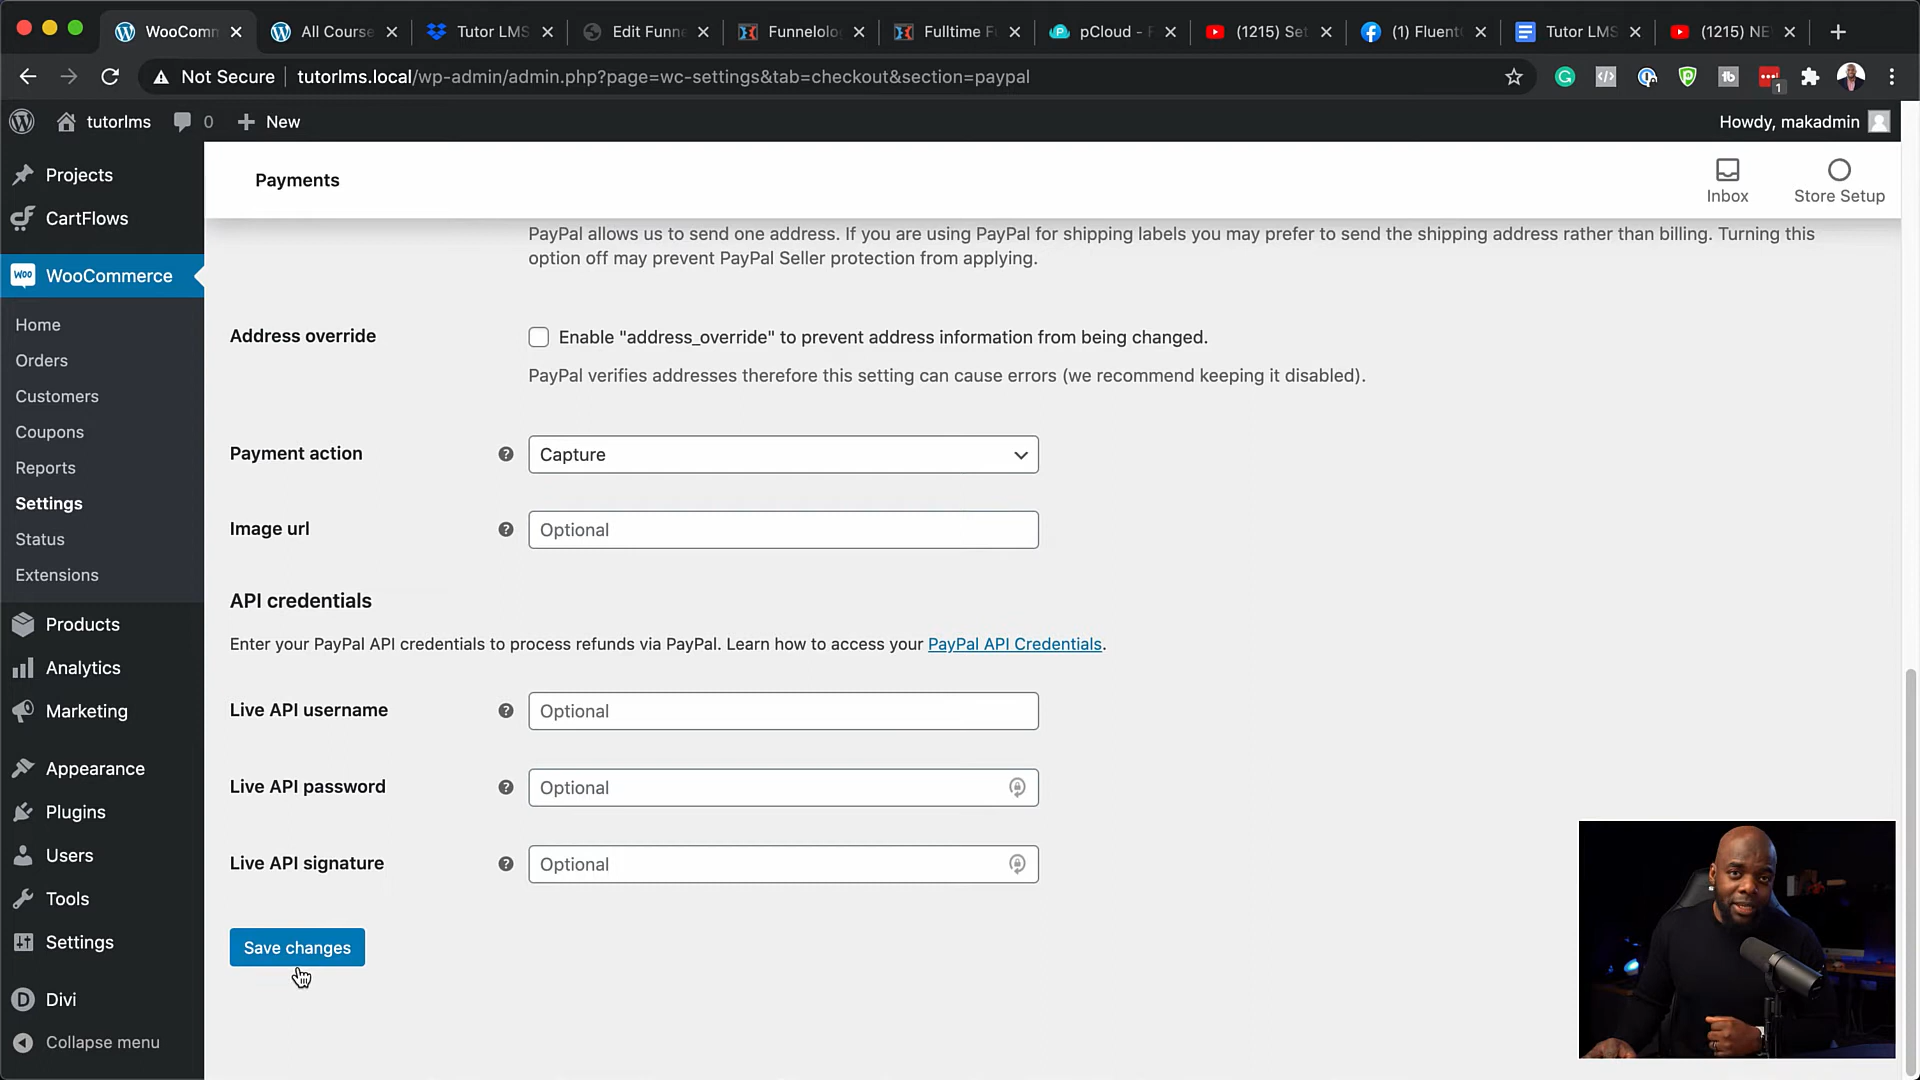 WooComm
All Course
Tutor LMS
Edit Funne
Funnelolo
Fulltime F
pCloud - F
(1215) Set
(1) Fluent
Tutor LMS
(1215) NE
Not Secure
tutorlms.local/wp-admin/admin.php?page=wc-settings&tab=checkout&section=paypal
tb
1
tutorlms
0
New
Howdy, makadmin
Projects
CartFlows
WooCommerce
Home
Orders
Customers
Coupons
Reports
Settings
Status
Extensions
Products
Analytics
Marketing
Appearance
Plugins
Users
Tools
Settings
Divi
Collapse menu
Payments
Inbox
Store Setup
PayPal allows us to send one address. If you are using PayPal for shipping labels you may prefer to send the shipping address rather than billing. Turning this
option off may prevent PayPal Seller protection from applying.
Address override
Enable "address_override" to prevent address information from being changed.
PayPal verifies addresses therefore this setting can cause errors (we recommend keeping it disabled).
Payment action
Capture
Image url
Optional
API credentials
Enter your PayPal API credentials to process refunds via PayPal. Learn how to access your PayPal API Credentials.
Live API username
Optional
Live API password
Optional
Live API signature
Optional
Save changes